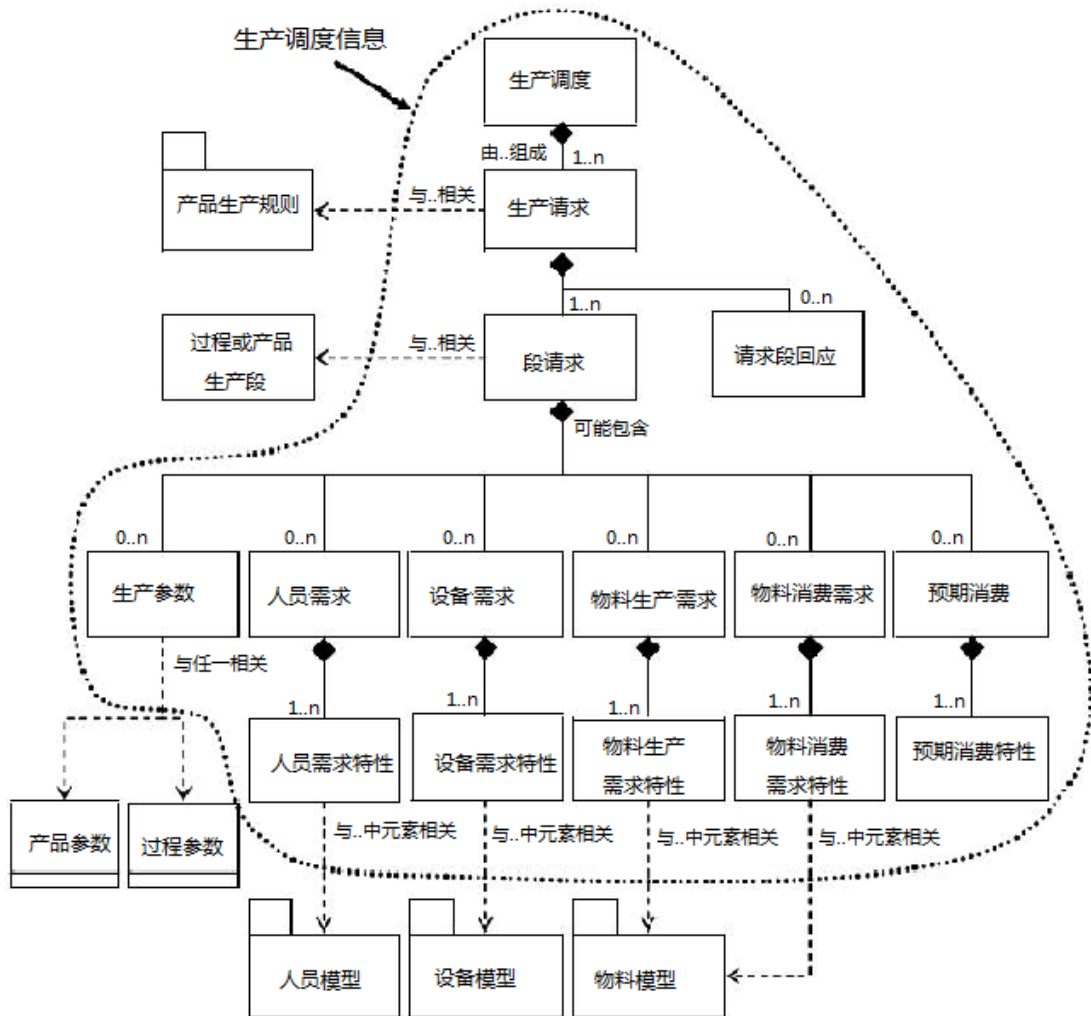 生产调度信息
生产调度
由..组成
1..n
产品生产规则
与..相关
生产请求
1..n
0..n
过程或产品
生产段
与..相关
段请求
请求段回应
可能包含
0..n
0..n
0..n
0..n
0..n
0..n
生产参数
人员需求
设备需求
物料生产需求
物料消费需求
预期消费
与任一相关
1..n
1..n
1..n
1..n
1..n
人员需求特性
设备需求特性
物料生产
需求特性
物料消费
需求特性
预期消费特性
产品参数
过程参数
与..中元素相关
与..中元素相关
与..中元素相关
与..中元素相关
人员模型
设备模型
物料模型